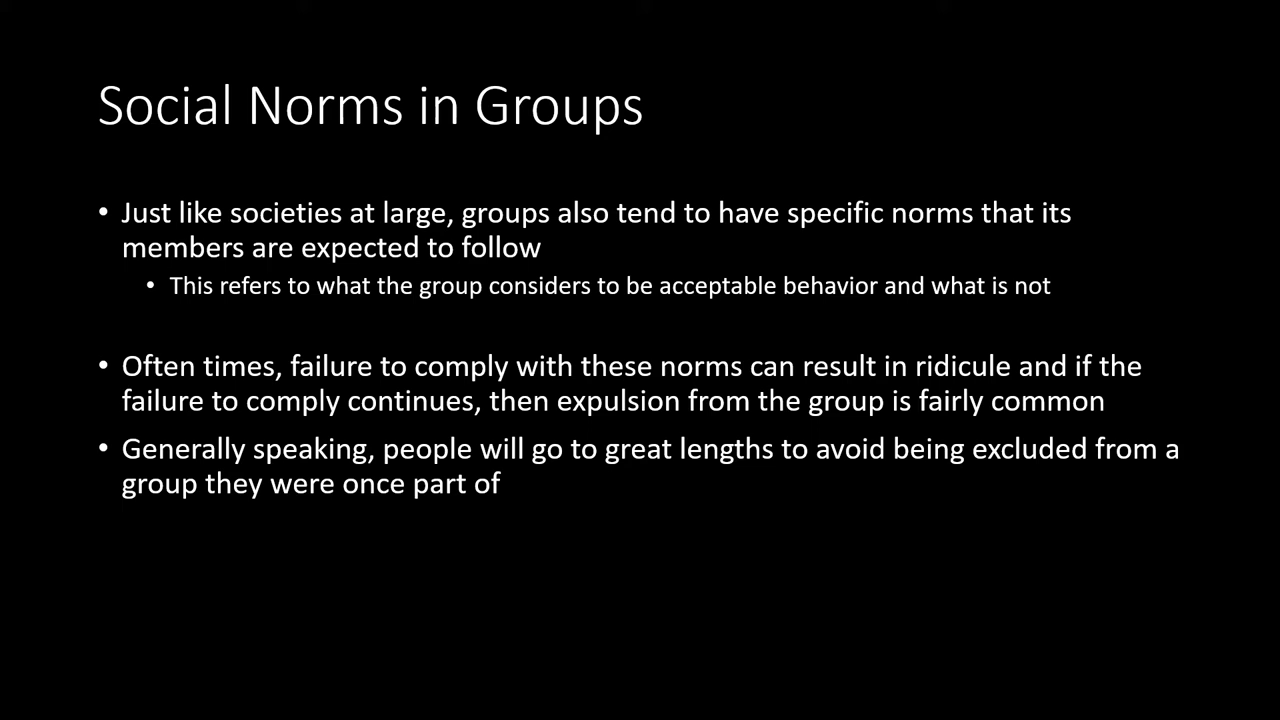 Social Norms in Groups
• Just like societies at large, groups also tend to have specific norms that its
members are expected to follow
• This refers to what the group considers to be acceptable behavior and what is not
• Often times, failure to comply with these norms can result in ridicule and if the
failure to comply continues, then expulsion from the group is fairly common
• Generally speaking, people will go to great lengths to avoid being excluded from a
group they were once part of